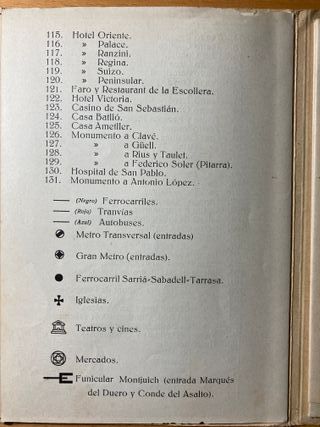 115. Hotel Oriente.
116. » Palace.
117. » Ranzini.
118. » Regina.
119. » Suizo.
120. » Peninsular.
121. Faro y Restaurant de la Escollera.
122. Hotel Victoria.
123. Casino de San Sebastián.
124. Casa Batlló.
125. Casa Ametller.
126. Monumento a Clavé.
127. » a Güell.
128. » a Rius y Taulet.
129. » a Federico Soler (Pitarra).
130. Hospital de San Pablo.
131. Monumento a Antonio López.
(Negro) Ferrocarriles.
(Rojo) Tranvías
(Azul) Autobuses.
Metro Transversal (entradas)
Gran Metro (entradas).
Ferrocarril Sarriá-Sabadell-Tarrasa.
Iglesias.
Teatros y cines.
Mercados.
Funicular Montjuich (entrada Marqués
del Duero y Conde del Asalto).